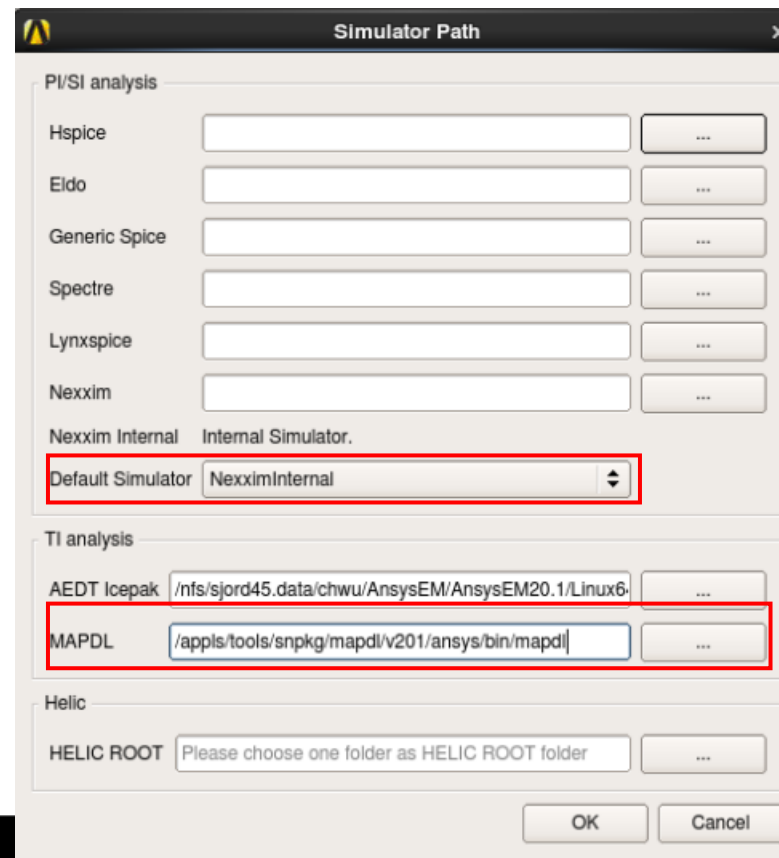 Simulator Path
PI/SI analysis
Hspice ...
Eldo ...
Generic Spice ...
Spectre ...
Lynxspice ...
Nexxim ...
Nexxim Internal Internal Simulator.
Default Simulator NexximInternal
TI analysis
AEDT Icepak /nfs/sjord45.data/chwu/AnsysEM/AnsysEM20.1/Linux6 ...
MAPDL /appls/tools/snpkg/mapdl/v201/ansys/bin/mapdl ...
Helic
HELIC ROOT Please choose one folder as HELIC ROOT folder ...
OK Cancel